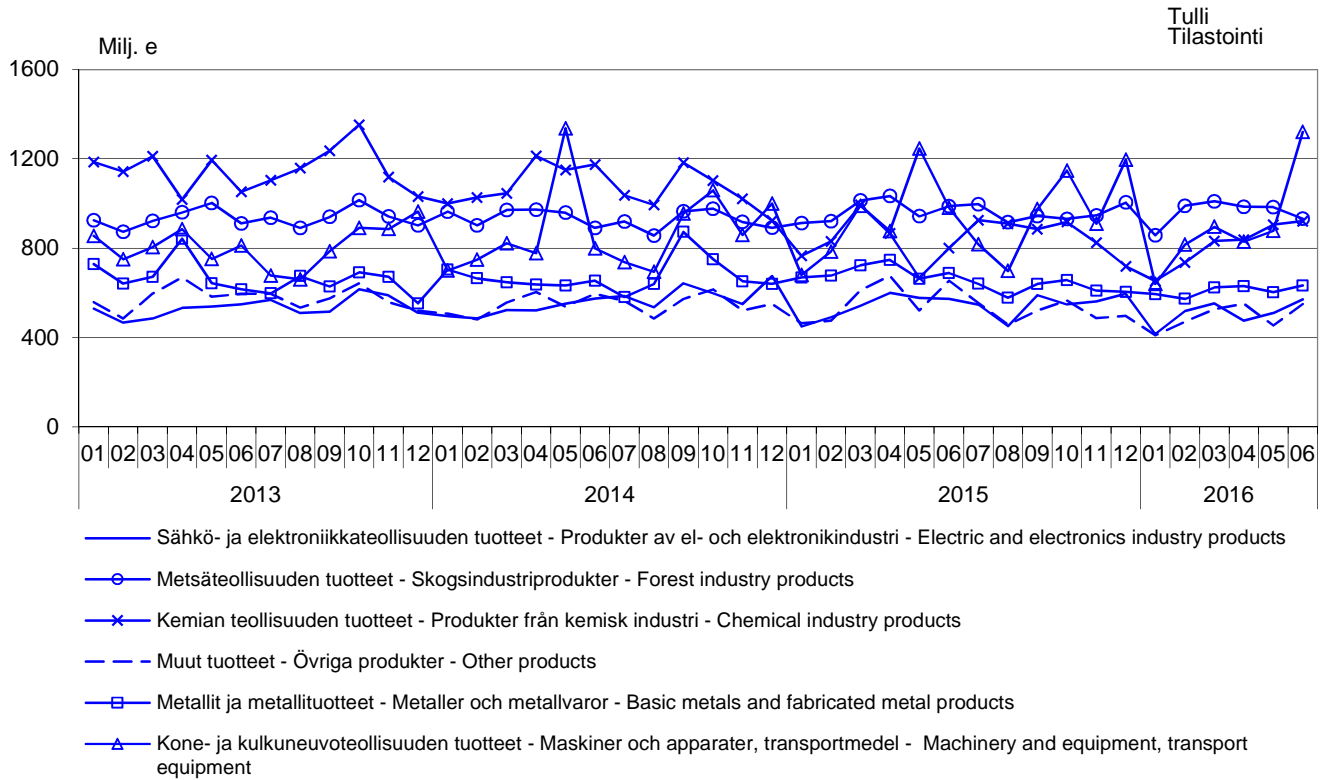 Tulli
Tilastointi
Milj. e
1600
1200
800
400
0
01 02 03 04 05 06 07 08 09 10 11 12 01 02 03 04 05 06 07 08 09 10 11 12 01 02 03 04 05 06 07 08 09 10 11 12 01 02 03 04 05 06
2013 2014 2015 2016
Sähkö- ja elektroniikkateollisuuden tuotteet - Produkter av el- och elektronikindustri - Electric and electronics industry products
Metsäteollisuuden tuotteet - Skogsindustriprodukter - Forest industry products
Kemian teollisuuden tuotteet - Produkter från kemisk industri - Chemical industry products
Muut tuotteet - Övriga produkter - Other products
Metallit ja metallituotteet - Metaller och metallvaror - Basic metals and fabricated metal products
Kone- ja kulkuneuvoteollisuuden tuotteet - Maskiner och apparater, transportmedel - Machinery and equipment, transport
equipment